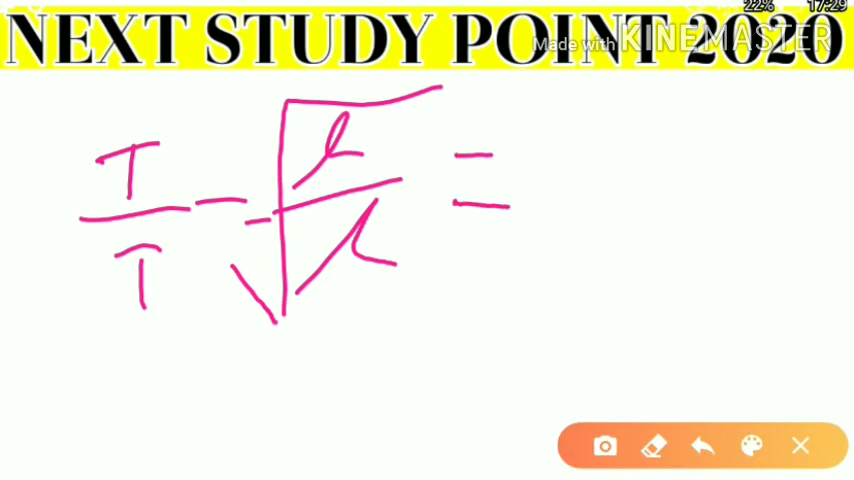 22% 17:29
NEXT STUDY POINT 2020
Made with KINEMASTER
T/T - √(l/l) =